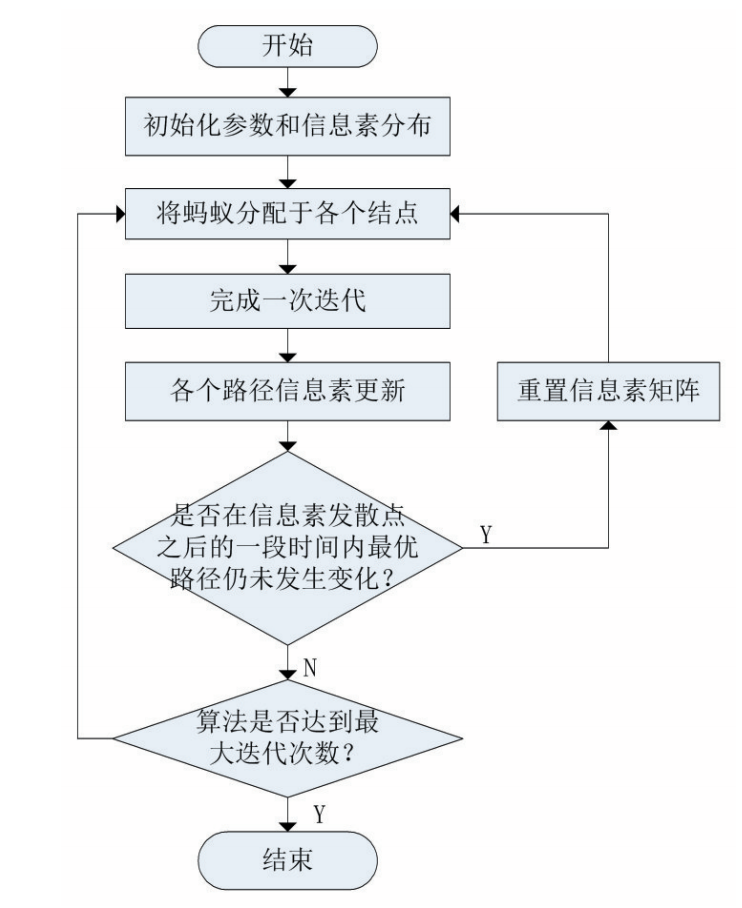 开始
初始化参数和信息素分布
将蚂蚁分配于各个结点
完成一次迭代
各个路径信息素更新
重置信息素矩阵
是否在信息素发散点
之后的一段时间内最优
路径仍未发生变化？
Y
N
算法是否达到最
大迭代次数？
Y
结束